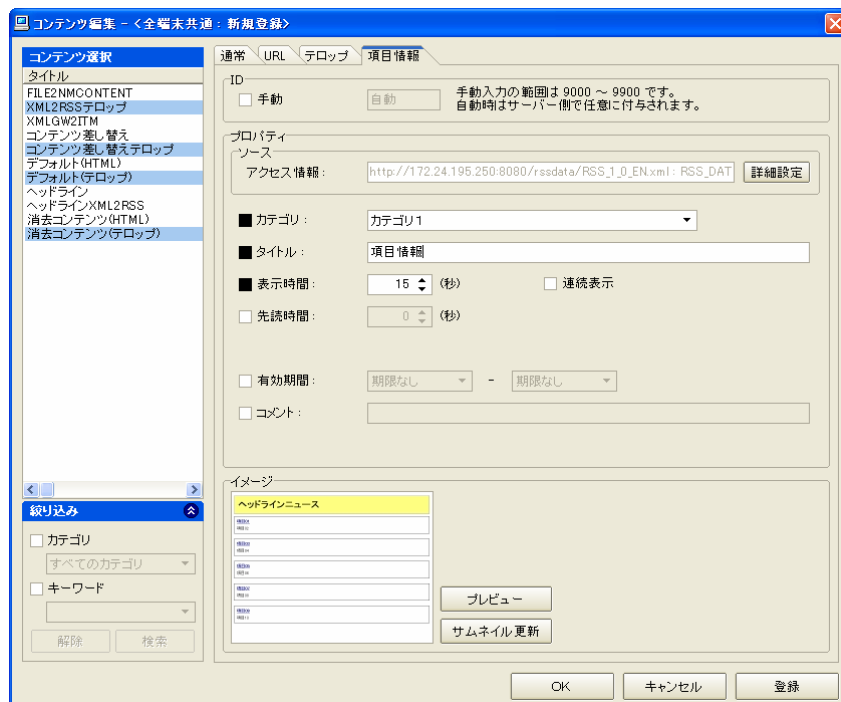 コンテンツ編集 - <全端末共通：新規登録>
コンテンツ選択
タイトル
FILE2NMCONTENT
XML2RSSテロップ
XMLGW2ITM
コンテンツ差し替え
コンテンツ差し替えテロップ
デフォルト(HTML)
デフォルト(テロップ)
ヘッドライン
ヘッドラインXML2RSS
消去コンテンツ(HTML)
消去コンテンツ(テロップ)
絞り込み
カテゴリ
すべてのカテゴリ
キーワード
解除 検索
通常 URL テロップ 項目情報
ID
手動 自動 手動入力の範囲は 9000 ～ 9900 です。
自動時はサーバー側で任意に付与されます。
プロパティ
ソース
アクセス情報： http://172.24.195.250:8080/rssdata/RSS_1_0_EN.xml: RSS_DAT 詳細設定
カテゴリ： カテゴリ1
タイトル： 項目情報
表示時間： 15 (秒) 連続表示
先読時間： 0 (秒)
有効期間： 期限なし - 期限なし
コメント：
イメージ
ヘッドラインニュース
プレビュー
サムネイル更新
OK キャンセル 登録